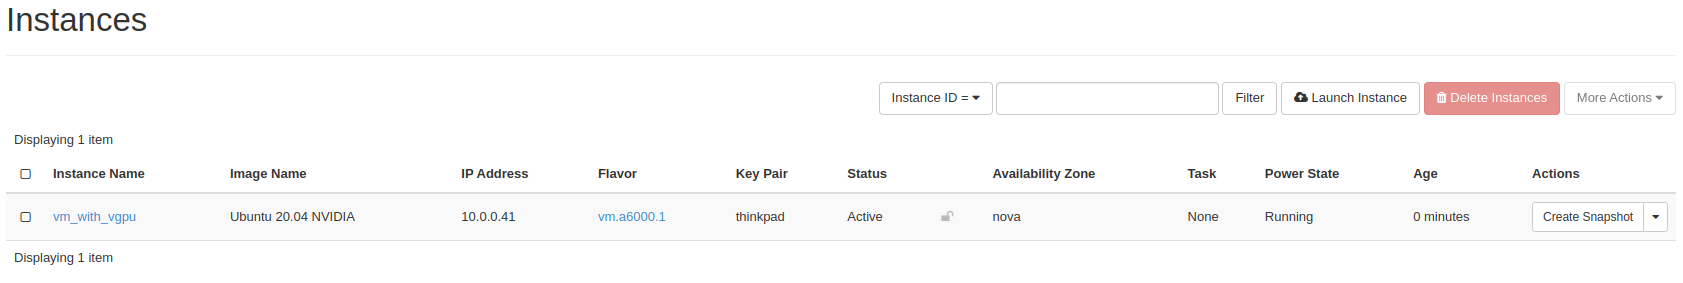 Instances
Instance ID = Filter Launch Instance Delete Instances More Actions
Displaying 1 item
Instance Name Image Name IP Address Flavor Key Pair Status Availability Zone Task Power State Age Actions
vm_with_vgpu Ubuntu 20.04 NVIDIA 10.0.0.41 vm.a6000.1 thinkpad Active nova None Running 0 minutes Create Snapshot
Displaying 1 item